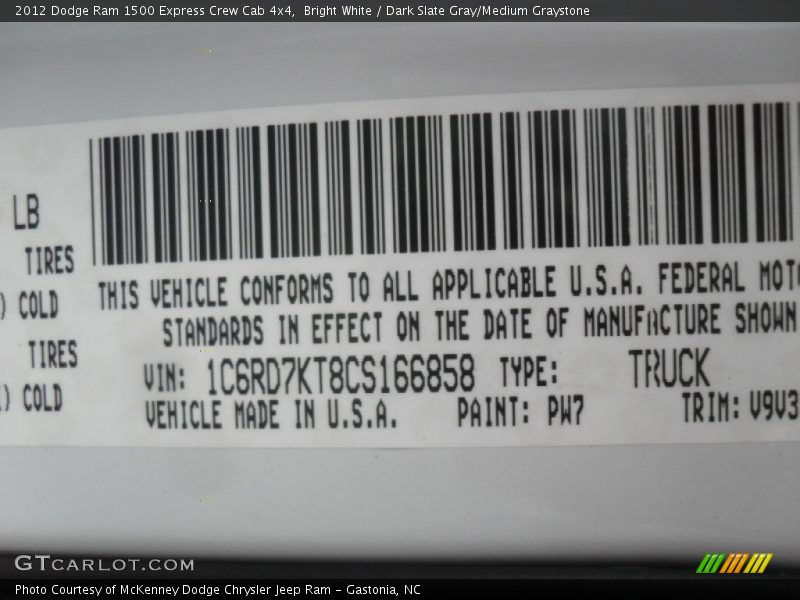 2012 Dodge Ram 1500 Express Crew Cab 4x4, Bright White / Dark Slate Gray/Medium Graystone
LB
TIRES
) COLD
TIRES
) COLD
THIS VEHICLE CONFORMS TO ALL APPLICABLE U.S.A. FEDERAL MOTO
STANDARDS IN EFFECT ON THE DATE OF MANUFACTURE SHOWN
VIN: 1C6RD7KT8CS166858 TYPE: TRUCK
VEHICLE MADE IN U.S.A. PAINT: PW7 TRIM: V9V3
GTCARLOT.COM
Photo Courtesy of McKenney Dodge Chrysler Jeep Ram - Gastonia, NC